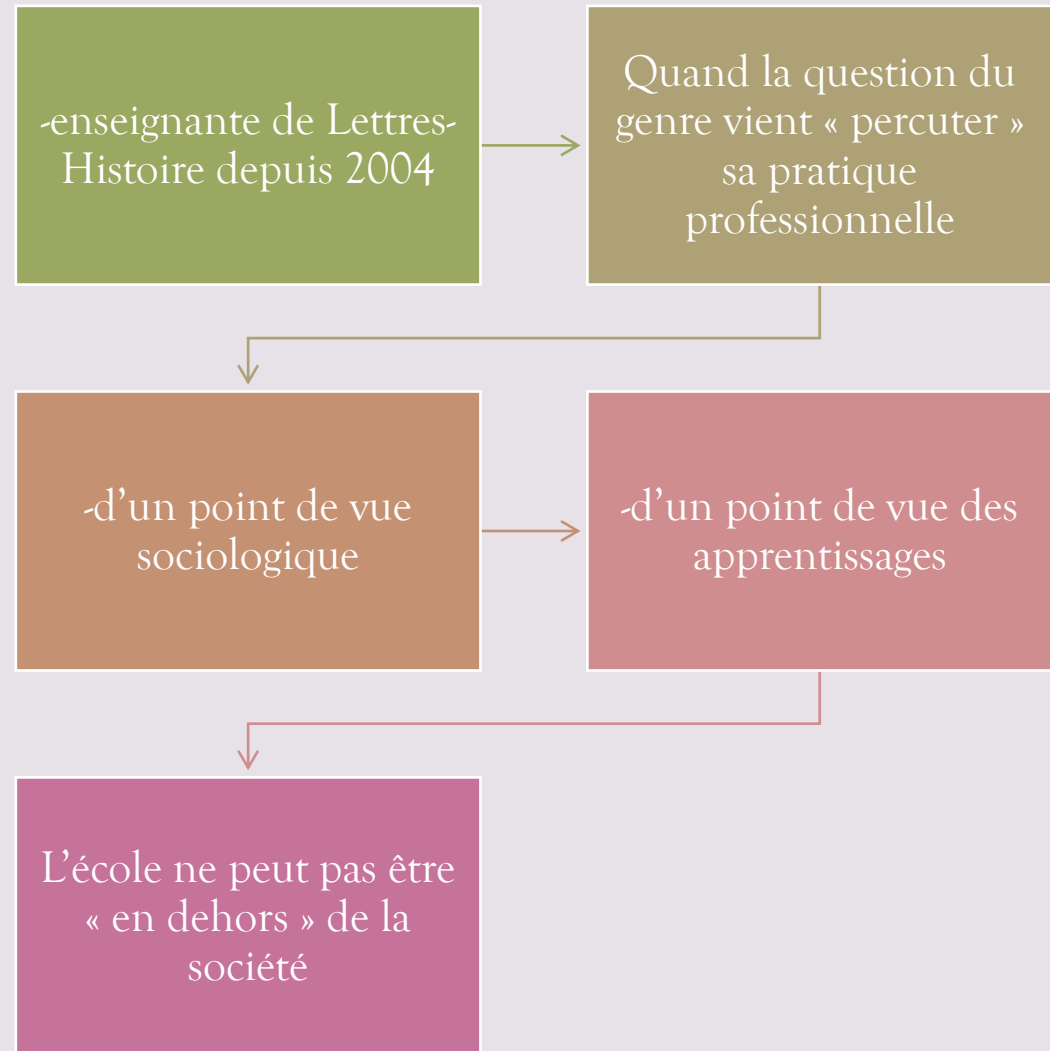 -enseignante de Lettres-
Histoire depuis 2004
Quand la question du
genre vient « percuter »
sa pratique
professionnelle
-d’un point de vue
sociologique
-d’un point de vue des
apprentissages
L’école ne peut pas être
« en dehors » de la
société